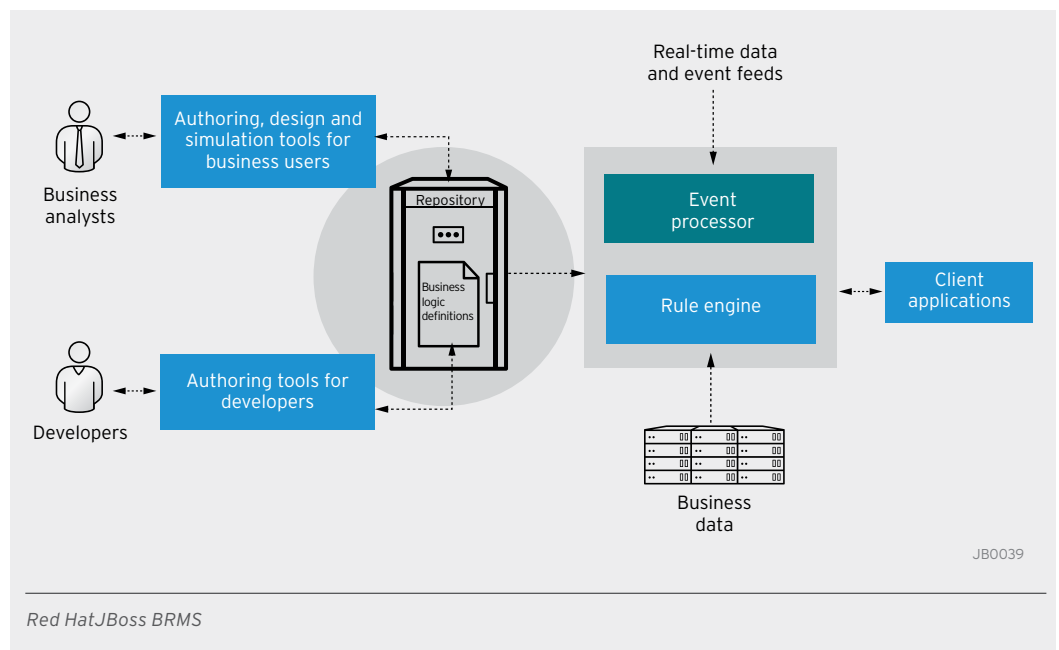 Real-time data
and event feeds
Authoring, design and
simulation tools for
business users
Business
analysts
Repository
Business
logic
definitions
Event
processor
Rule engine
Client
applications
Authoring tools for
developers
Developers
Business
data
JB0039
Red HatJBoss BRMS